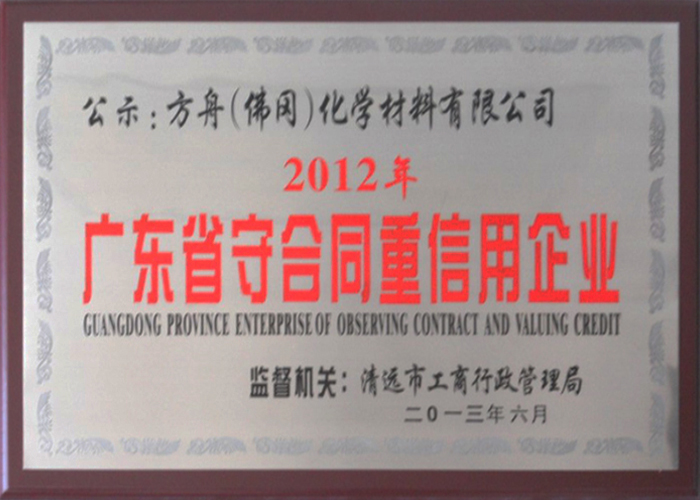 公示：方舟(佛冈)化学材料有限公司
2012年
广东省守合同重信用企业
GUANGDONG PROVINCE ENTERPRISE OF OBSERVING CONTRACT AND VALUING CREDIT
监督机关：清远市工商行政管理局
二０一三年六月